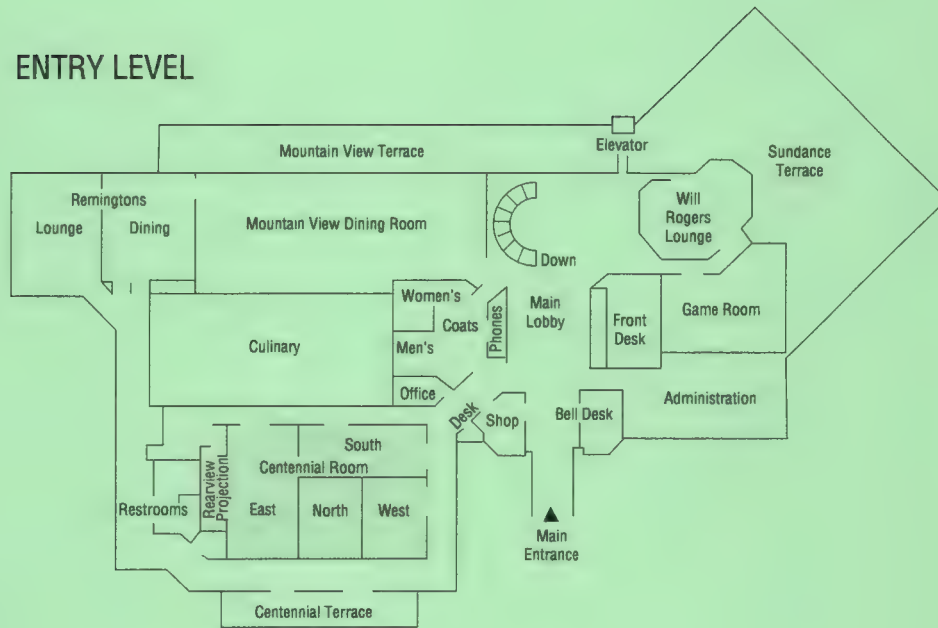 ENTRY LEVEL
Mountain View Terrace
Elevator
Sundance
Terrace
Remingtons
Lounge
Dining
Mountain View Dining Room
Will
Rogers
Lounge
Down
Women's
Coats
Men's
Phones
Main
Lobby
Front
Desk
Game Room
Culinary
Office
Desk
Shop
Bell Desk
Administration
South
Centennial Room
Rearview
Projection
Restrooms
East
North
West
Main
Entrance
Centennial Terrace